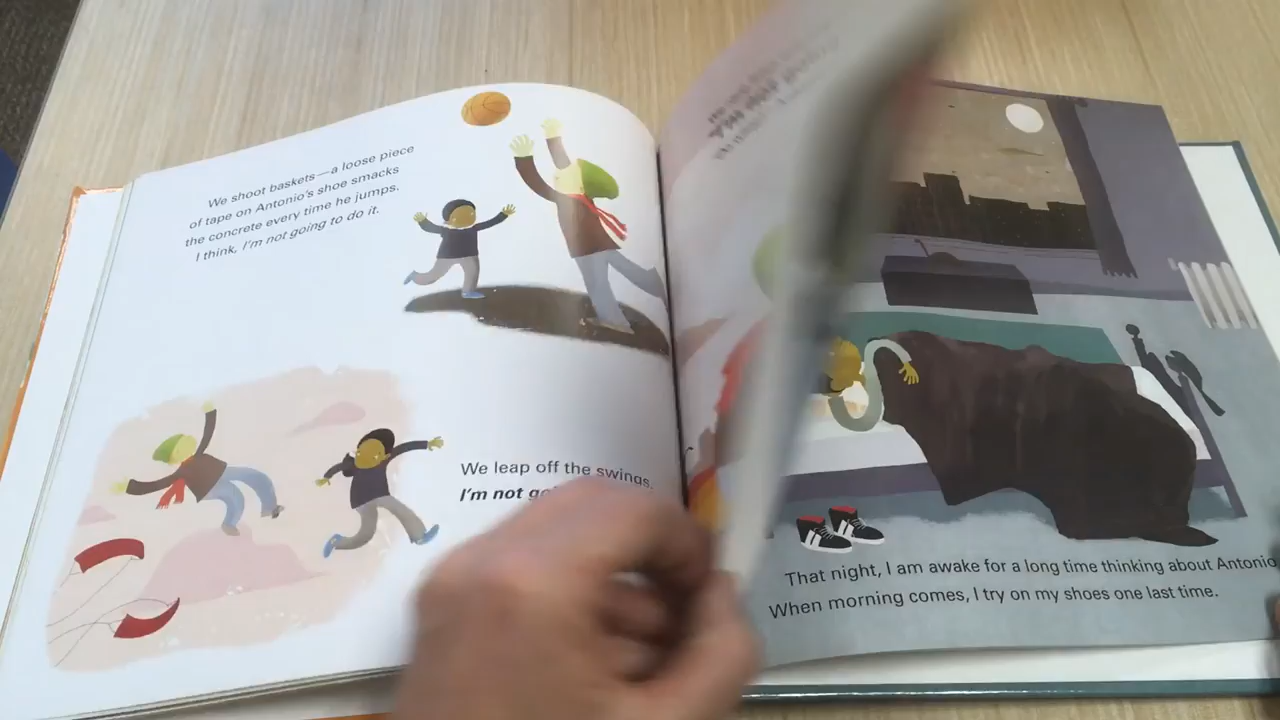 We shoot baskets—a loose piece
of tape on Antonio's shoe smacks
the concrete every time he jumps.
I think, I'm not going to do it.
We leap off the swings.
I'm not
That night, I am awake for a long time thinking about Antonio
When morning comes, I try on my shoes one last time.